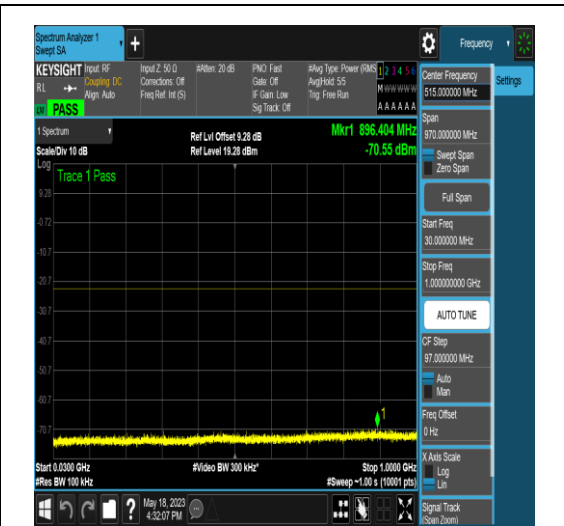 Spectrum Analyzer 1
Swept SA
+
Frequency
KEYSIGHT
Input: RF
RL
Coupling: DC
Align: Auto
PASS
Input Z: 50 Ω
Corrections: Off
Freq Ref: Int (S)
#Atten: 20 dB
PNO: Fast
Gate: Off
IF Gain: Low
Sig Track: Off
#Avg Type: Power (RMS
Avg|Hold: 5/5
Trig: Free Run
1 2 3 4 5 6
M W W W W W
A A A A A A
1 Spectrum
Scale/Div 10 dB
Log
Ref Lvl Offset 9.28 dB
Ref Level 19.28 dBm
Mkr1 896.404 MHz
-70.55 dBm
Trace 1 Pass
9.28
-0.72
-10.7
-20.7
-30.7
-40.7
-50.7
-60.7
-70.7
1
Start 0.0300 GHz
#Res BW 100 kHz
#Video BW 300 kHz*
Stop 1.0000 GHz
#Sweep ~1.00 s (10001 pts)
?
May 18, 2023
4:32:07 PM
Center Frequency
515.000000 MHz
Settings
Span
970.000000 MHz
Swept Span
Zero Span
Full Span
Start Freq
30.000000 MHz
Stop Freq
1.000000000 GHz
AUTO TUNE
CF Step
97.000000 MHz
Auto
Man
Freq Offset
0 Hz
X Axis Scale
Log
Lin
Signal Track
(Span Zoom)